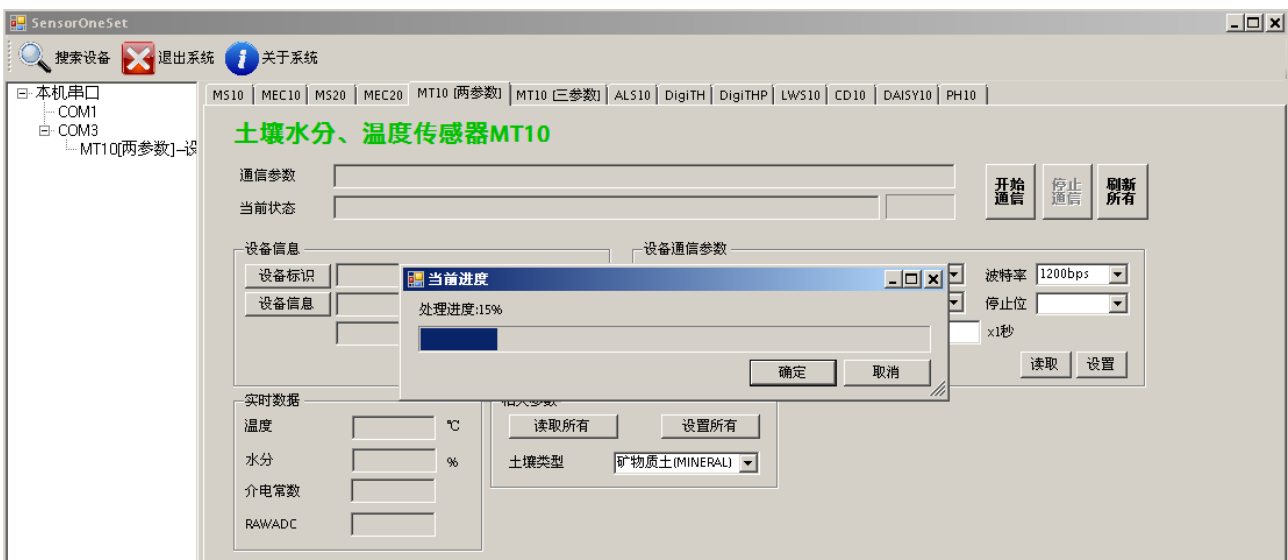 SensorOneSet
搜索设备 退出系统 关于系统
本机串口
COM1
COM3
MT10[两参数]-设
MS10 MEC10 MS20 MEC20 MT10 [两参数] MT10 [三参数] ALS10 DigiTH DigiTHP LWS10 CD10 DAISY10 PH10
土壤水分、温度传感器MT10
通信参数
当前状态
开始通信
停止通信
刷新所有
设备信息
设备标识
设备信息
设备通信参数
波特率 1200bps
停止位
x1秒
读取 设置
当前进度
处理进度:15%
确定 取消
实时数据
温度 ℃
水分 %
介电常数
RAWADC
相关参数
读取所有 设置所有
土壤类型 矿物质土(MINERAL)